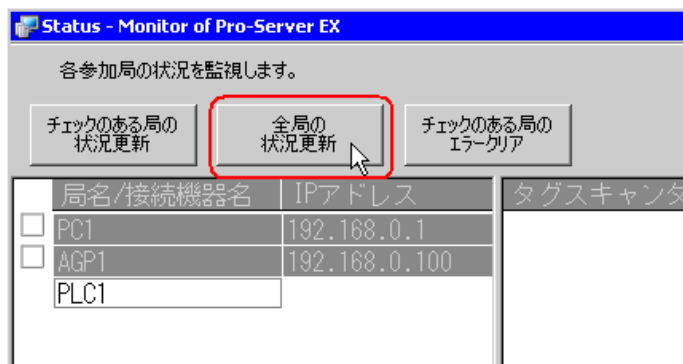 Status - Monitor of Pro-Server EX
各参加局の状況を監視します。
チェックのある局の
状況更新
全局の
状況更新
チェックのある局の
エラークリア
局名/接続機器名 IPアドレス タグスキャンタ
PC1 192.168.0.1
AGP1 192.168.0.100
PLC1